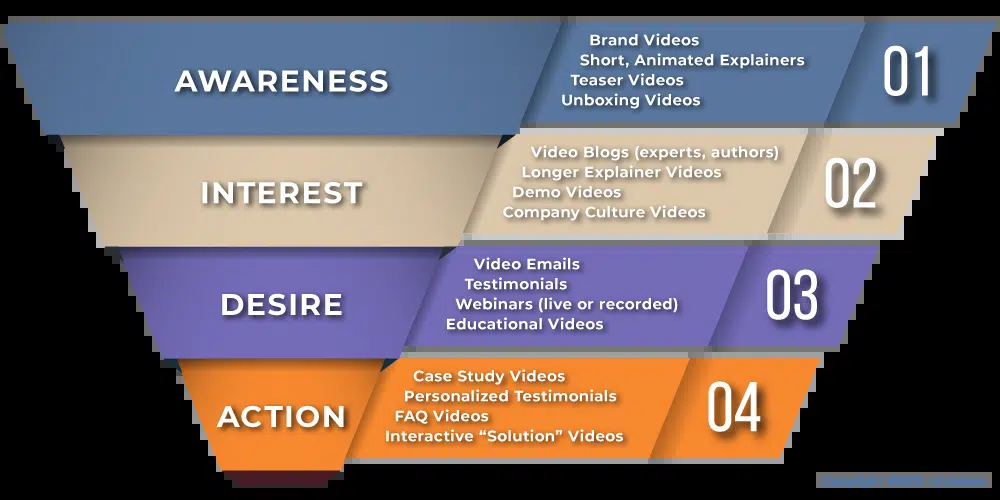 AWARENESS
Brand Videos
Short, Animated Explainers
Teaser Videos
Unboxing Videos
01
INTEREST
Video Blogs (experts, authors)
Longer Explainer Videos
Demo Videos
Company Culture Videos
02
DESIRE
Video Emails
Testimonials
Webinars (live or recorded)
Educational Videos
03
ACTION
Case Study Videos
Personalized Testimonials
FAQ Videos
Interactive “Solution” Videos
04